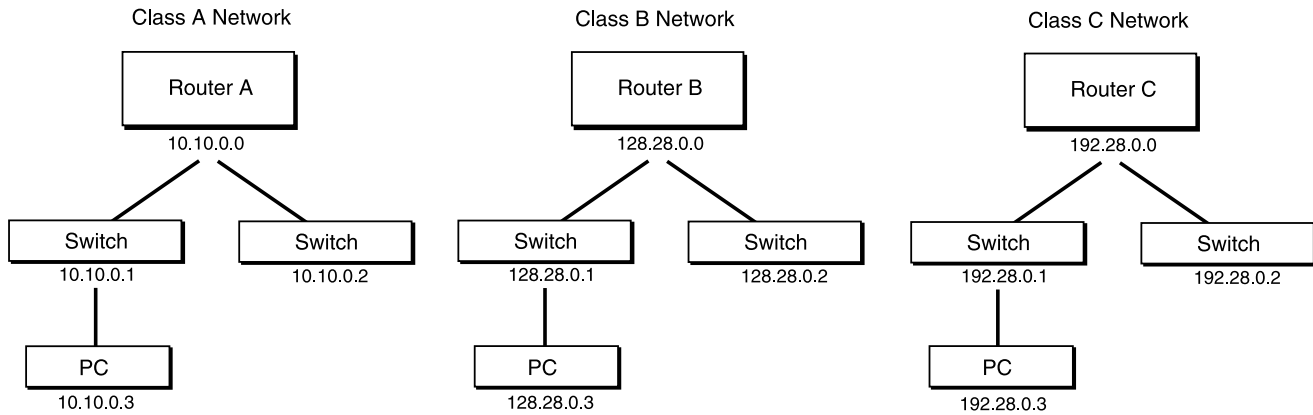 Class A Network
Router A
10.10.0.0
Switch
10.10.0.1
Switch
10.10.0.2
PC
10.10.0.3
Class B Network
Router B
128.28.0.0
Switch
128.28.0.1
Switch
128.28.0.2
PC
128.28.0.3
Class C Network
Router C
192.28.0.0
Switch
192.28.0.1
Switch
192.28.0.2
PC
192.28.0.3